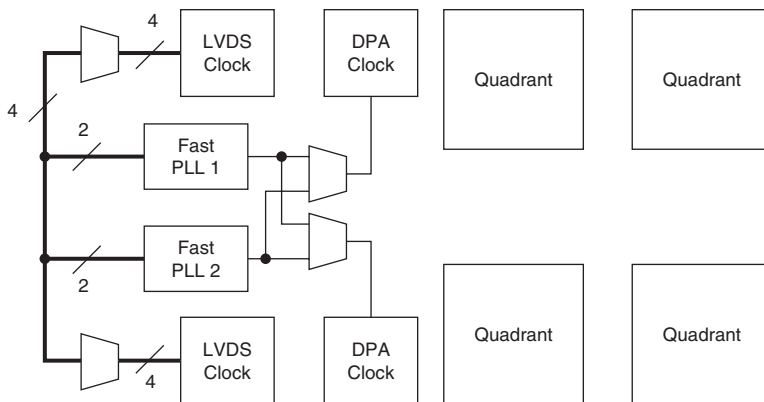 4
LVDS
Clock
DPA
Clock
Quadrant
Quadrant
4
2
Fast
PLL 1
Fast
PLL 2
2
LVDS
Clock
4
DPA
Clock
Quadrant
Quadrant